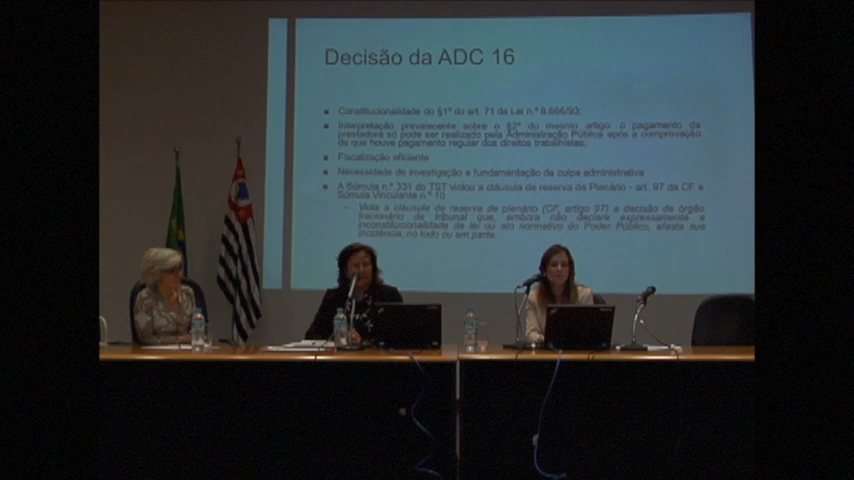 Decisão da ADC 16
Constitucionalidade do §1º do art. 71 da Lei n.º 8.666/93;
Interpretação prevalecente sobre o §2º do mesmo artigo: o pagamento da
prestadora só pode ser realizado pela Administração Pública após a comprovação
de que houve pagamento regular dos direitos trabalhistas;
Fiscalização eficiente
Necessidade de investigação e fundamentação da culpa administrativa
A Súmula n.º 331 do TST violou a cláusula de reserva de Plenário - art. 97 da CF e
Súmula Vinculante n.º 10
– Viola a cláusula de reserva de plenário (CF, artigo 97) a decisão de órgão
fracionário de tribunal que, embora não declare expressamente a
inconstitucionalidade de lei ou ato normativo do Poder Público, afasta sua
incidência, no todo ou em parte.